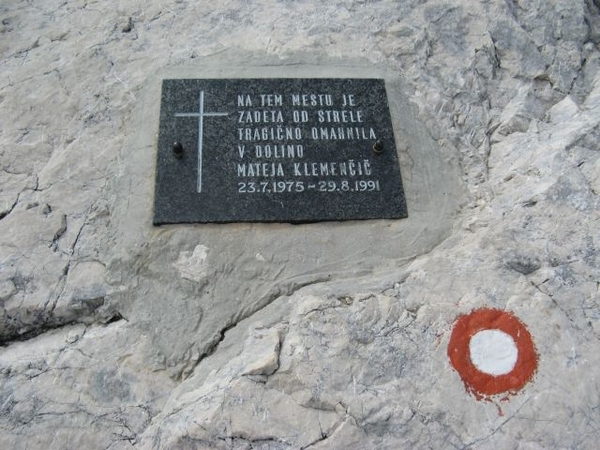 NA TEM MESTU JE
ZADETA OD STRELE
TRAGIČNO OMAHNILA
V DOLINO
MATEJA KLEMENČIČ
23.7.1975 - 29.8.1991